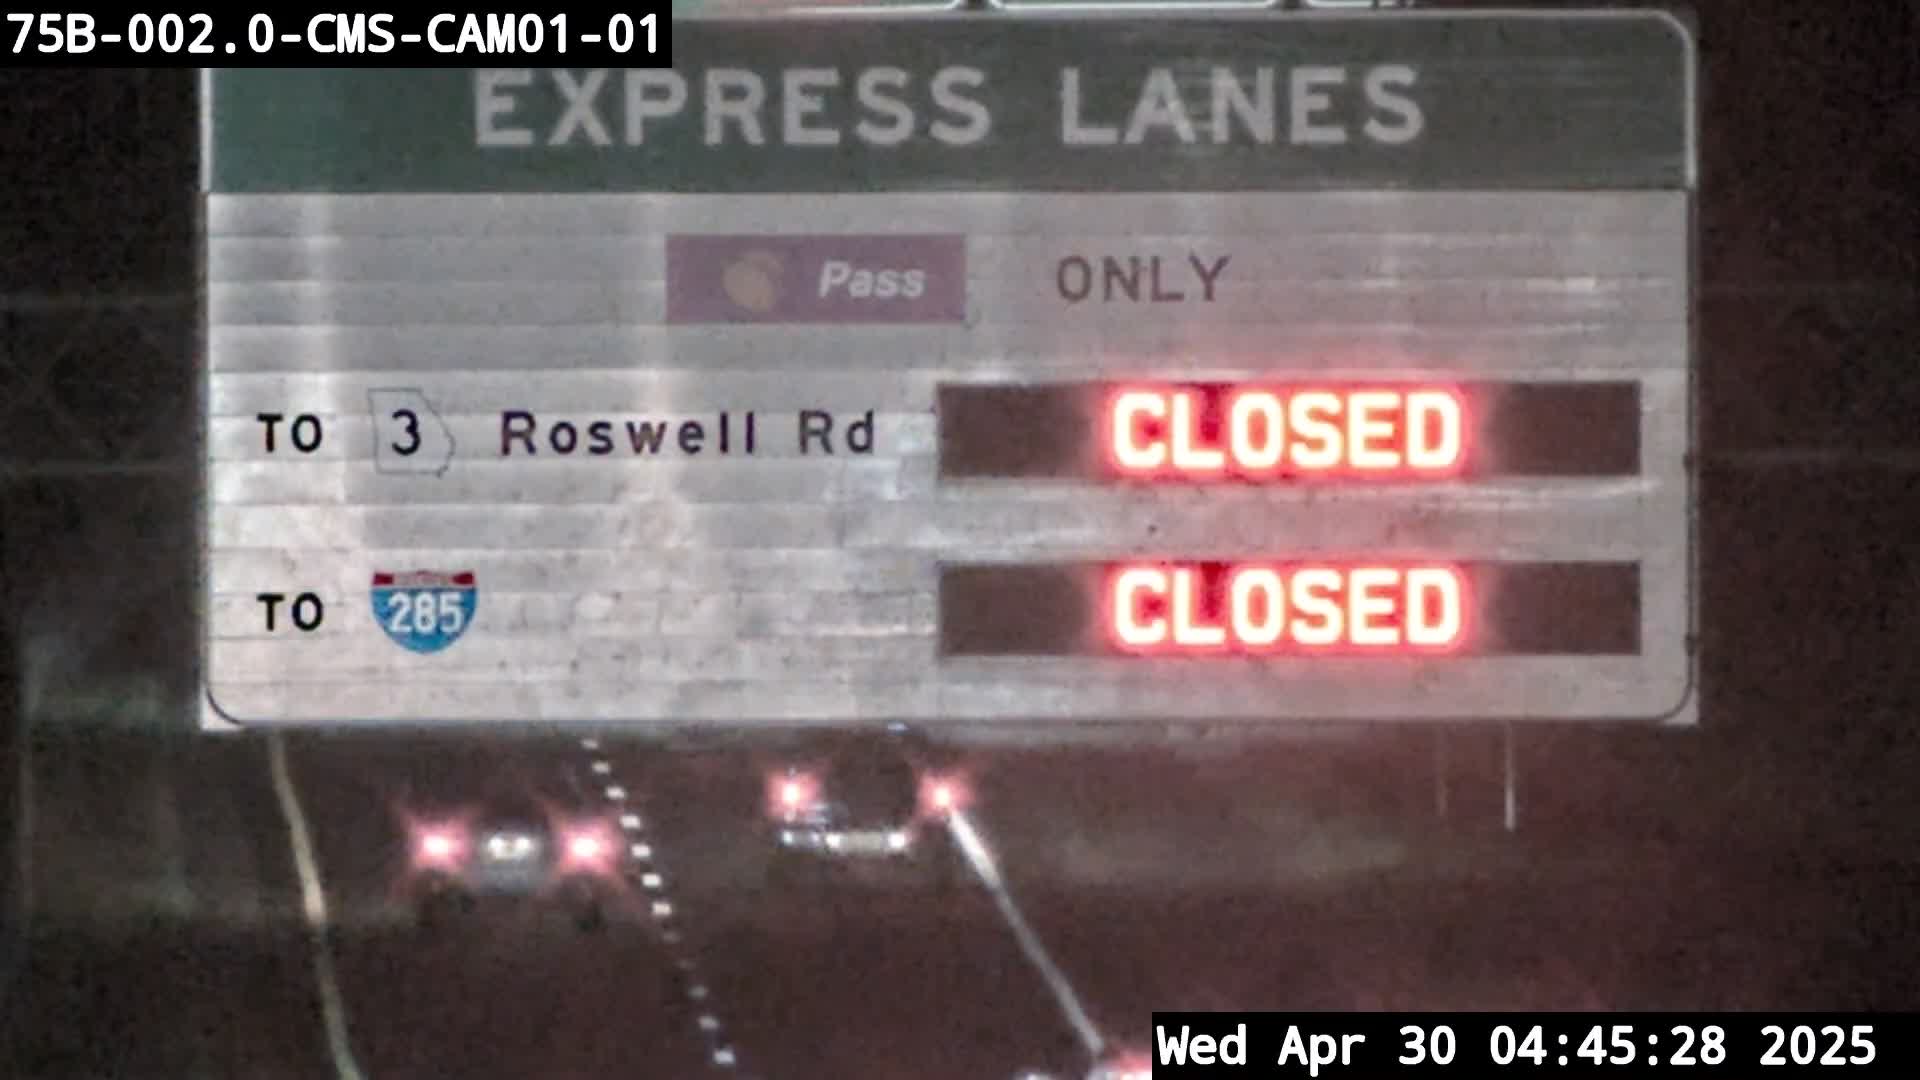 75B-002.0-CMS-CAM01-01
EXPRESS LANES
Pass ONLY
TO 3 Roswell Rd CLOSED
TO 285 CLOSED
Wed Apr 30 04:45:28 2025